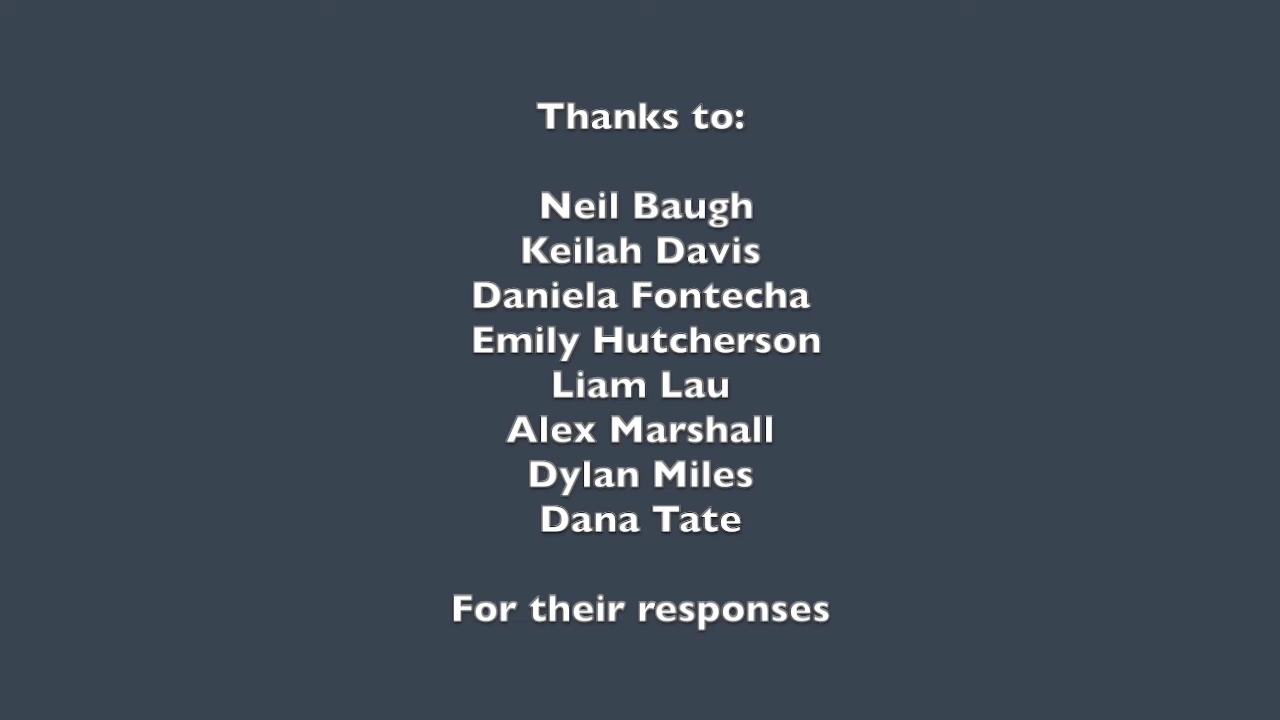 Thanks to:
Neil Baugh
Keilah Davis
Daniela Fontecha
Emily Hutcherson
Liam Lau
Alex Marshall
Dylan Miles
Dana Tate
For their responses